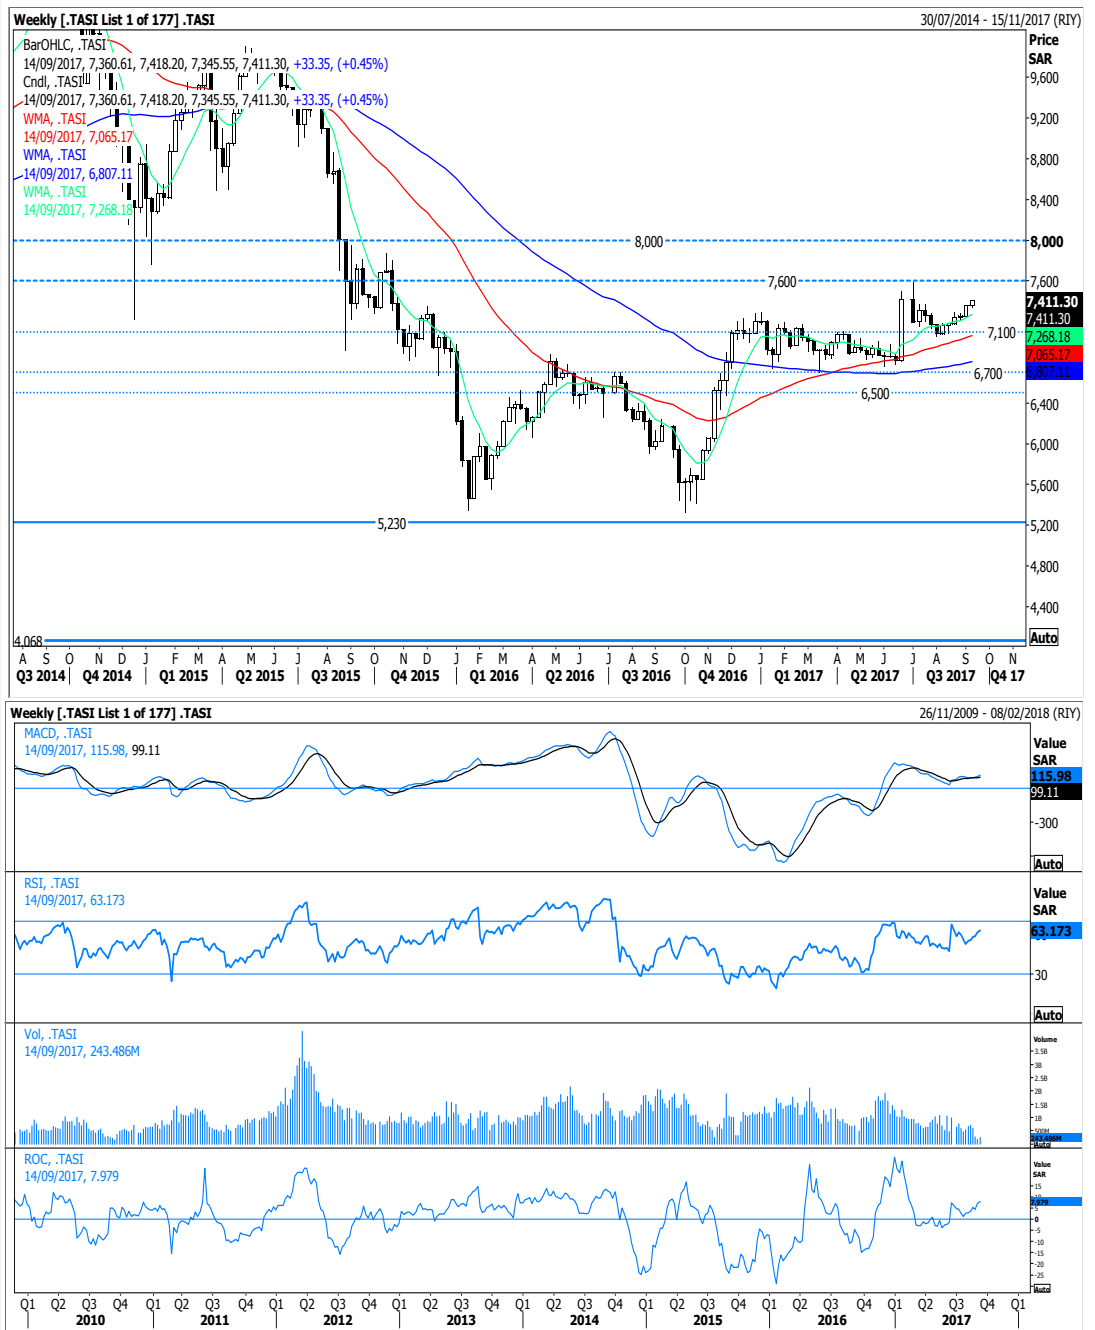 Weekly [.TASI List 1 of 177] .TASI
30/07/2014 - 15/11/2017 (RIY)
BarOHLC, .TASI
14/09/2017, 7,360.61, 7,418.20, 7,345.55, 7,411.30, +33.35, (+0.45%)
Cndl, .TASI
14/09/2017, 7,360.61, 7,418.20, 7,345.55, 7,411.30, +33.35, (+0.45%)
WMA, .TASI
14/09/2017, 7,065.17
WMA, .TASI
14/09/2017, 6,807.11
WMA, .TASI
14/09/2017, 7,268.18
Price
SAR
9,600
9,200
8,800
8,400
8,000
8,000
7,600
7,600
7,411.30
7,411.30
7,100
7,268.18
7,065.17
6,807.11
6,700
6,500
6,400
6,000
5,600
5,230
5,200
4,800
4,400
4,068
Auto
A S O N D J F M A M J J A S O N D J F M A M J J A S O N D J F M A M J J A S O N
Q3 2014 Q4 2014 Q1 2015 Q2 2015 Q3 2015 Q4 2015 Q1 2016 Q2 2016 Q3 2016 Q4 2016 Q1 2017 Q2 2017 Q3 2017 Q4 17
Weekly [.TASI List 1 of 177] .TASI
26/11/2009 - 08/02/2018 (RIY)
MACD, .TASI
14/09/2017, 115.98, 99.11
Value
SAR
115.98
99.11
-300
Auto
RSI, .TASI
14/09/2017, 63.173
Value
SAR
63.173
30
Auto
Vol, .TASI
14/09/2017, 243.486M
Volume
3.5B
3B
2.5B
2B
1.5B
1B
500M
243.486M
Auto
ROC, .TASI
14/09/2017, 7.979
Value
SAR
15
10
7.979
5
0
-5
-10
-15
-20
-25
Auto
Q1 Q2 Q3 Q4 Q1 Q2 Q3 Q4 Q1 Q2 Q3 Q4 Q1 Q2 Q3 Q4 Q1 Q2 Q3 Q4 Q1 Q2 Q3 Q4 Q1 Q2 Q3 Q4 Q1 Q2 Q3 Q4 Q1
2010 2011 2012 2013 2014 2015 2016 2017